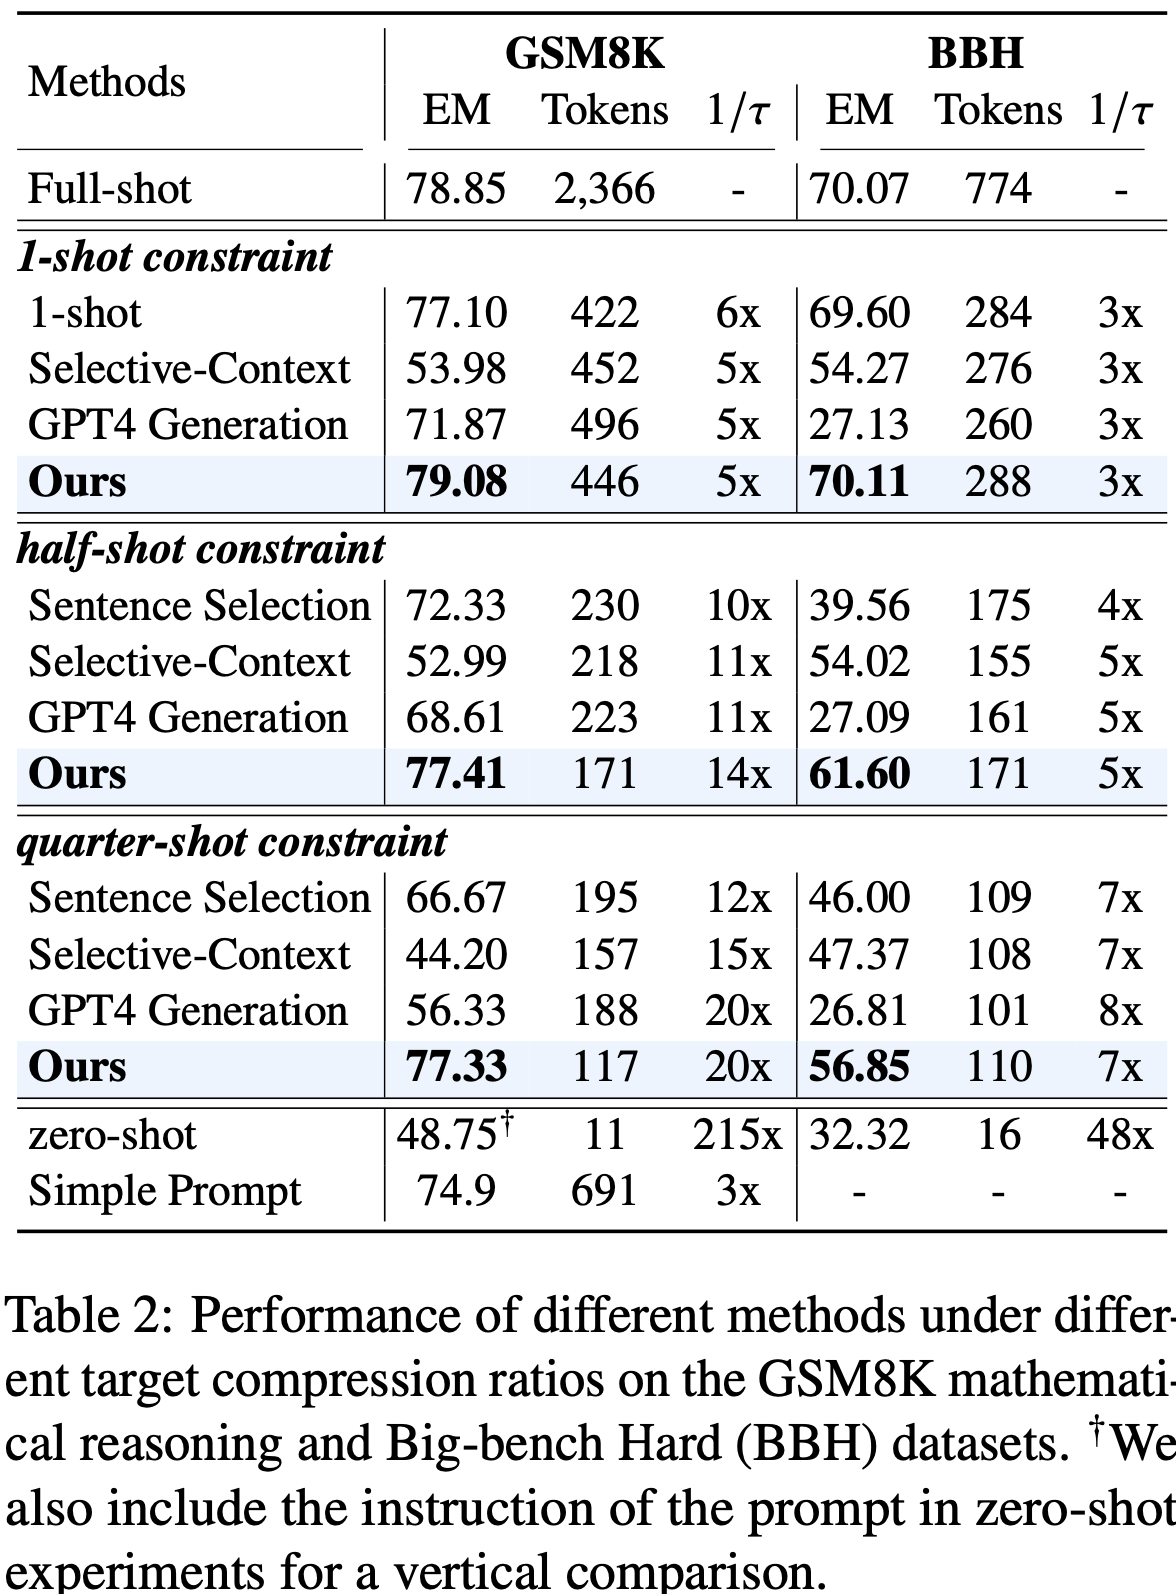 Methods GSM8K BBH
EM Tokens 1/τ EM Tokens 1/τ
Full-shot 78.85 2,366 - 70.07 774 -
1-shot constraint
1-shot 77.10 422 6x 69.60 284 3x
Selective-Context 53.98 452 5x 54.27 276 3x
GPT4 Generation 71.87 496 5x 27.13 260 3x
Ours 79.08 446 5x 70.11 288 3x
half-shot constraint
Sentence Selection 72.33 230 10x 39.56 175 4x
Selective-Context 52.99 218 11x 54.02 155 5x
GPT4 Generation 68.61 223 11x 27.09 161 5x
Ours 77.41 171 14x 61.60 171 5x
quarter-shot constraint
Sentence Selection 66.67 195 12x 46.00 109 7x
Selective-Context 44.20 157 15x 47.37 108 7x
GPT4 Generation 56.33 188 20x 26.81 101 8x
Ours 77.33 117 20x 56.85 110 7x
zero-shot 48.75† 11 215x 32.32 16 48x
Simple Prompt 74.9 691 3x - - -
Table 2: Performance of different methods under differ-
ent target compression ratios on the GSM8K mathemati-
cal reasoning and Big-bench Hard (BBH) datasets. †We
also include the instruction of the prompt in zero-shot
experiments for a vertical comparison.